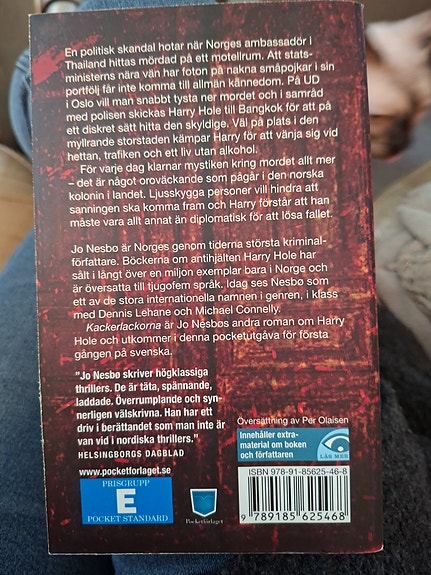 En politisk skandal hotar när Norges ambassadör i
Thailand hittas mördad på ett motellrum. Att stats-
ministerns nära vän har foton på nakna småpojkar i sin
portfölj får inte komma till allmän kännedom. På UD
i Oslo vill man snabbt tysta ner mordet och i samråd
med polisen skickas Harry Hole till Bangkok för att på
ett diskret sätt hitta den skyldige. Väl på plats i den
myllrande storstaden kämpar Harry för att vänja sig vid
hettan, trafiken och ett liv utan alkohol.
För varje dag klarnar mystiken kring mordet allt mer
– det är något oroväckande som pågår i den norska
kolonin i landet. Ljusskygga personer vill hindra att
sanningen ska komma fram och Harry förstår att han
måste vara allt annat än diplomatisk för att lösa fallet.
Jo Nesbø är Norges genom tiderna största kriminal-
författare. Böckerna om antihjälten Harry Hole har
sålt i långt över en miljon exemplar bara i Norge och
är översatta till tjugofem språk. Idag ses Nesbø som
ett av de stora internationella namnen i genren, i klass
med Dennis Lehane och Michael Connelly.
Kackerlackorna är Jo Nesbøs andra roman om Harry
Hole och utkommer i denna pocketutgåva för första
gången på svenska.
"Jo Nesbø skriver högklassiga
thrillers. De är täta, spännande,
laddade. Överrumplande och syn-
nerligen välskrivna. Han har ett
driv i berättandet som man inte är
van vid i nordiska thrillers."
HELSINGBORGS DAGBLAD
www.pocketforlaget.se
PRISGRUPP
E
POCKET STANDARD
Pocketförlaget
Översättning av Per Olaisen
Innehåller extra-
material om boken
och författaren
LÄS MER
ISBN 978-91-85625-46-8
9 789185 625468